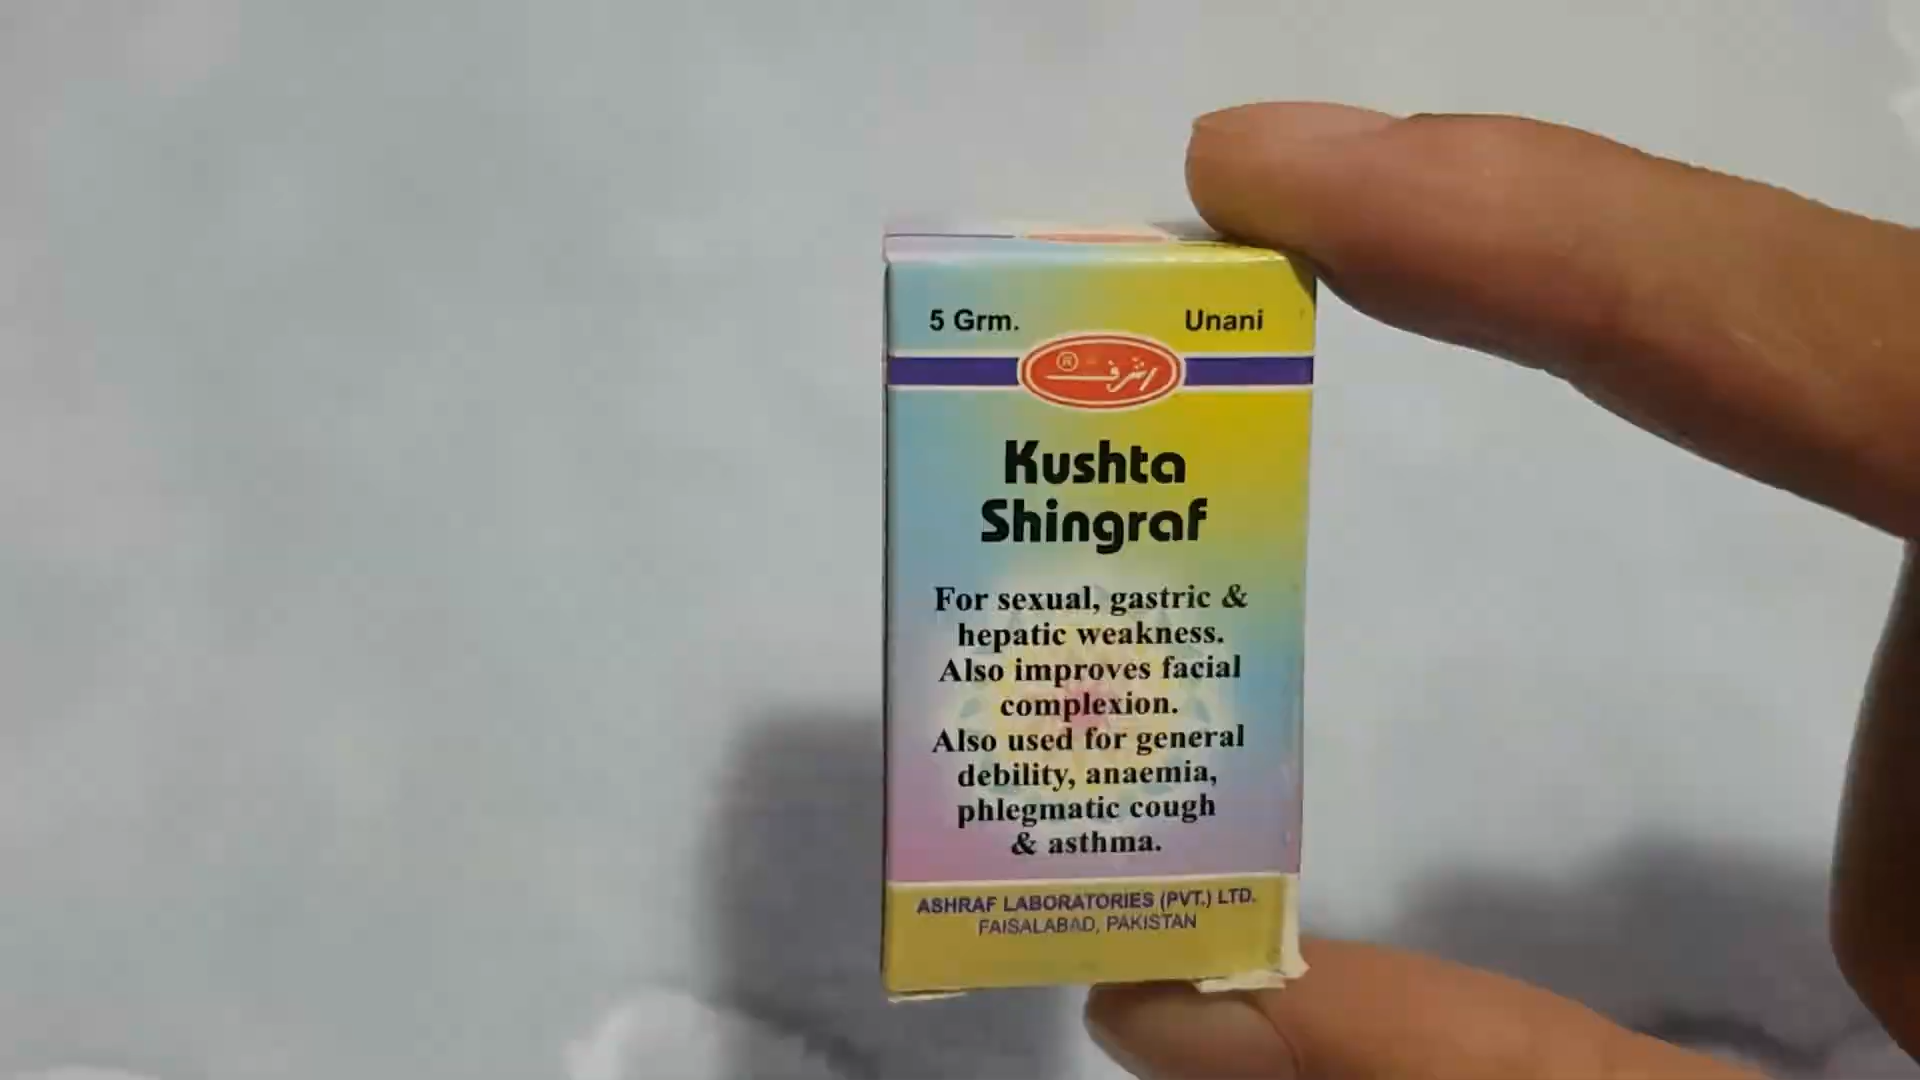 5 Grm. Unani
اشرف ®
Kushta
Shingraf
For sexual, gastric &
hepatic weakness.
Also improves facial
complexion.
Also used for general
debility, anaemia,
phlegmatic cough
& asthma.
ASHRAF LABORATORIES (PVT.) LTD.
FAISALABAD, PAKISTAN